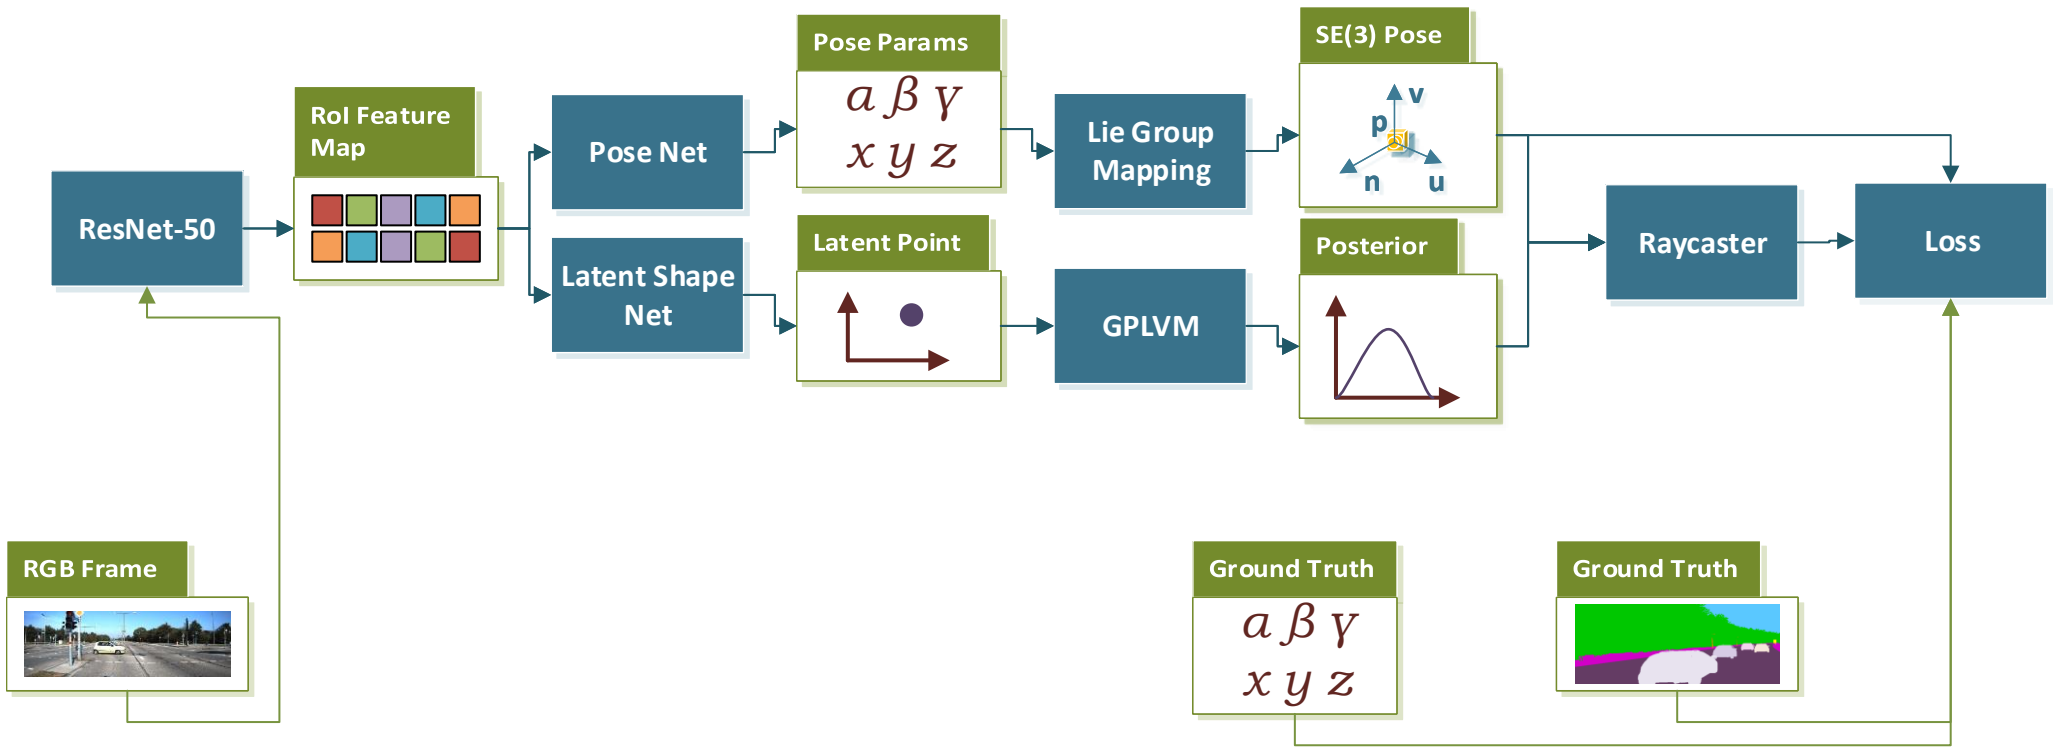 SE(3) Pose
Pose Params
α β γ
x y z
v
p
n
u
RoI Feature
Map
Pose Net
Lie Group
Mapping
ResNet-50
Latent Shape
Net
Latent Point
GPLVM
Posterior
Raycaster
Loss
RGB Frame
Ground Truth
α β γ
x y z
Ground Truth